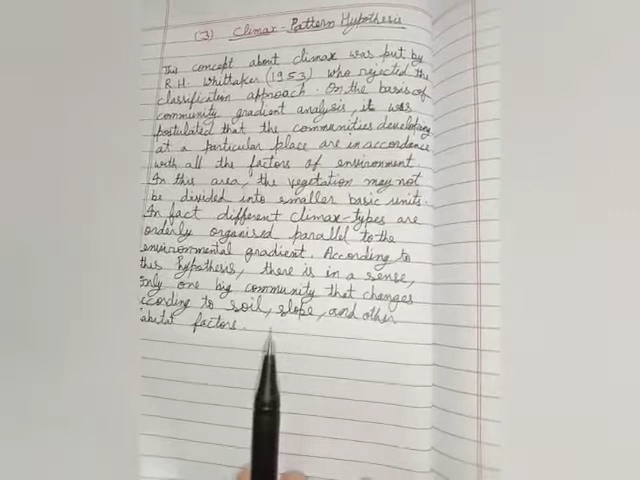 (3) Climax-Pattern Hypothesis
This concept about climax was put by
R.H. Whittaker (1953) who rejected the
classification approach. On the basis of
community gradient analysis, it was
postulated that the communities developing
at a particular place are in accordance
with all the factors of environment
In this area, the vegetation may not
be divided into smaller basic units.
In fact different climax-types are
orderly organised parallel to the
environmental gradient. According to
this hypothesis, there is in a sense,
only one big community that changes
ccording to soil, slope, and other
abitat factors.